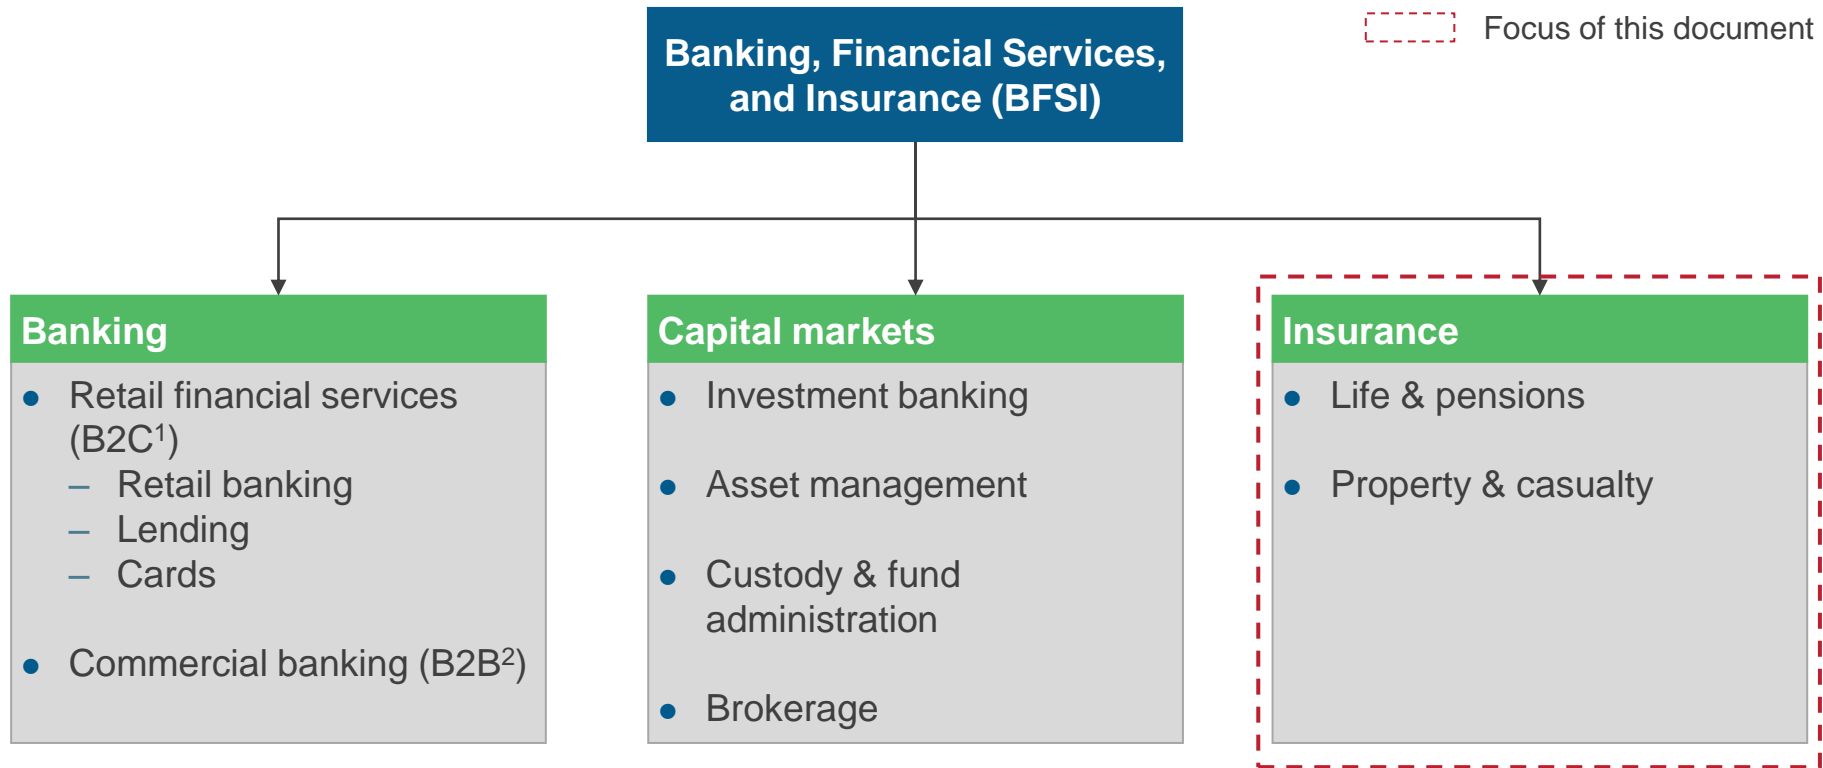 Banking, Financial Services,
and Insurance (BFSI)
Focus of this document
Banking
● Retail financial services
(B2C¹)
– Retail banking
– Lending
– Cards
● Commercial banking (B2B²)
Capital markets
● Investment banking
● Asset management
● Custody & fund
administration
● Brokerage
Insurance
● Life & pensions
● Property & casualty